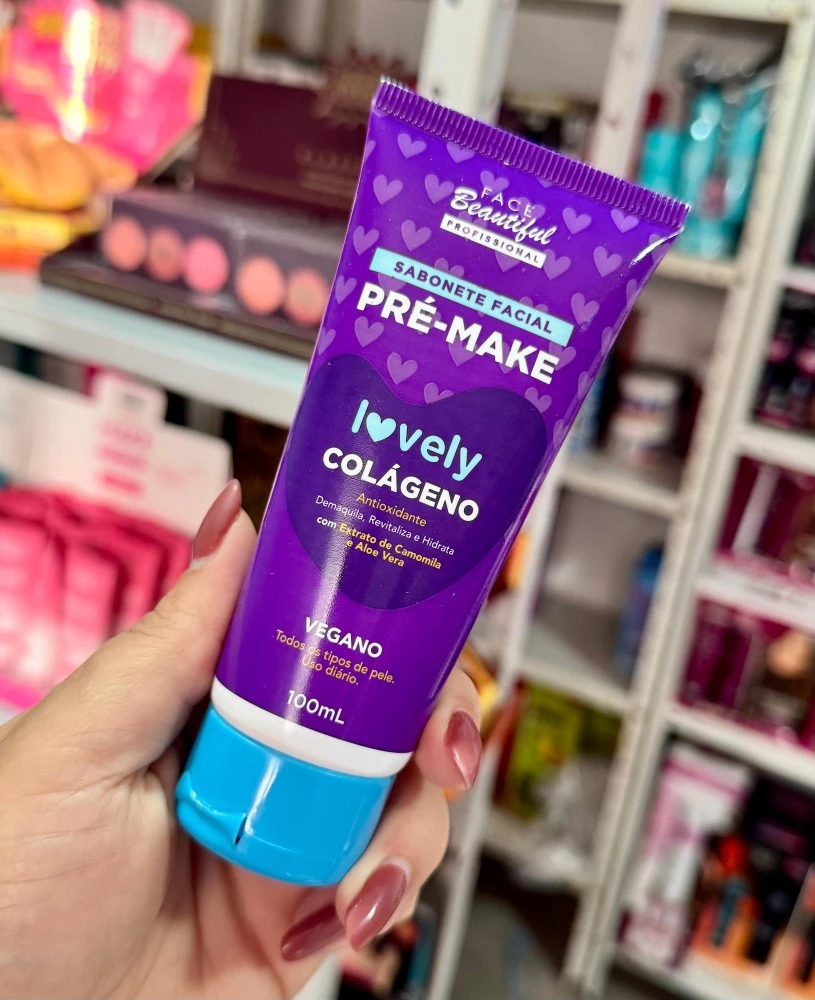 FACE
Beautiful
PROFISSIONAL
SABONETE FACIAL
PRÉ-MAKE
lovely
COLÁGENO
Antioxidante
Demaquila, Revitaliza e Hidrata
com Extrato de Camomila
e Aloe Vera
VEGANO
Todos os tipos de pele.
Uso diário.
100mL